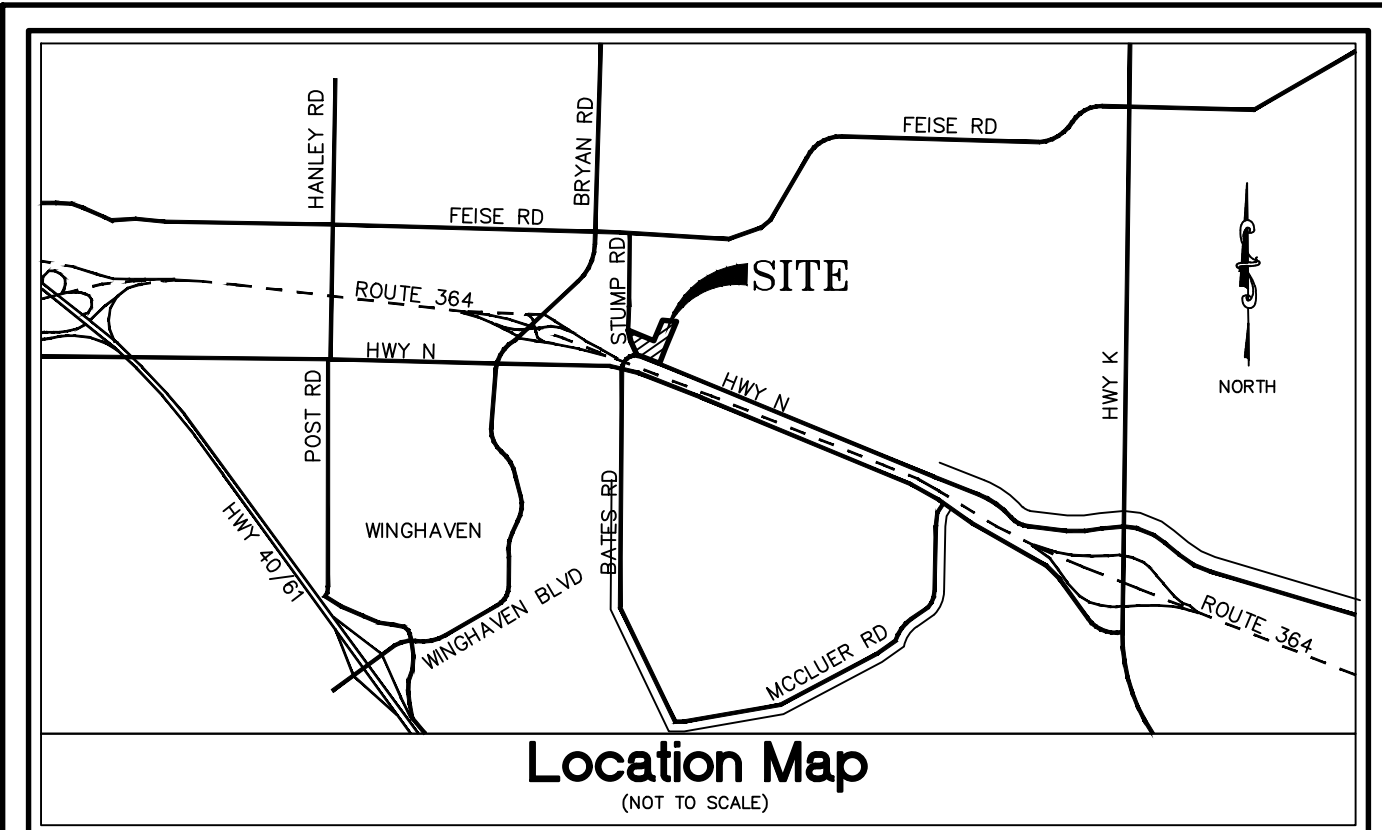 HANLEY RD
BRYAN RD
FEISE RD
FEISE RD
STUMP RD
SITE
ROUTE 364
HWY N
HWY K
NORTH
POST RD
HWY N
BATES RD
WINGHAVEN
HWY 40/61
WINGHAVEN BLVD
MCCLUER RD
ROUTE 364
Location Map
(NOT TO SCALE)